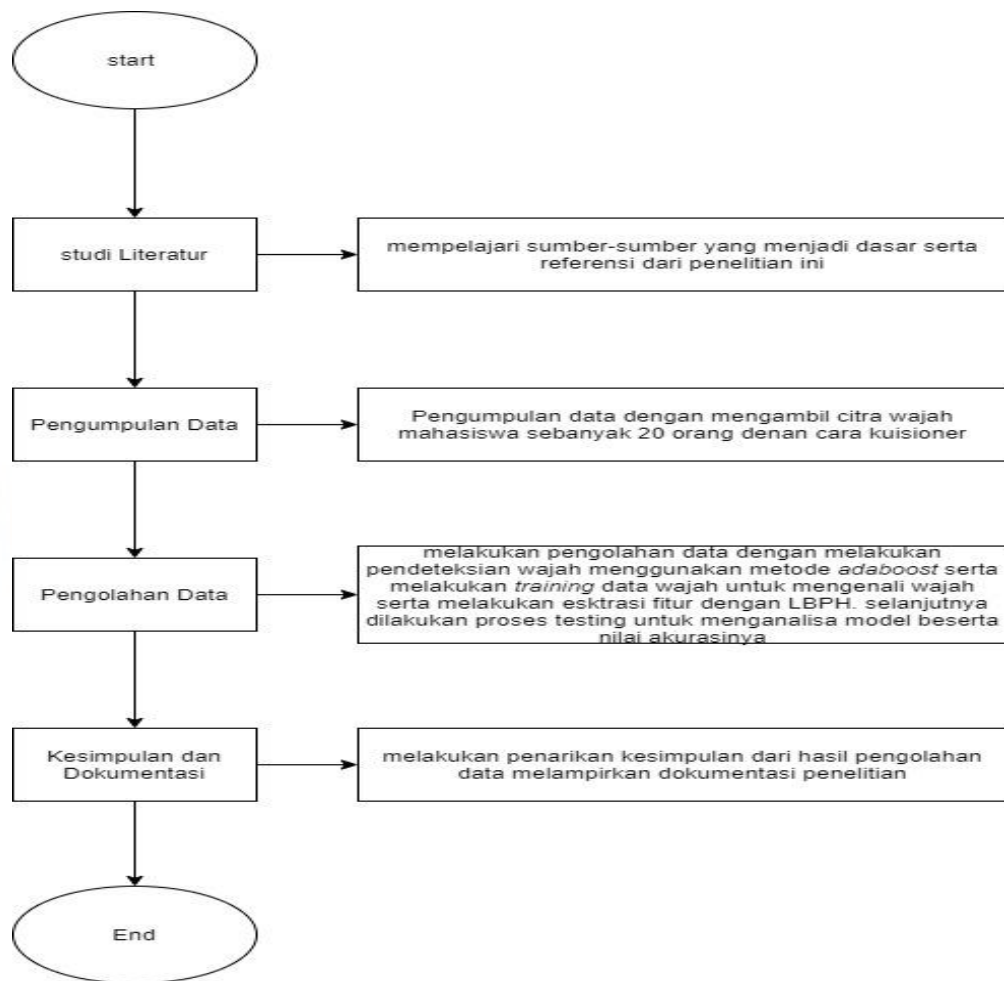 start
studi Literatur
mempelajari sumber-sumber yang menjadi dasar serta
referensi dari penelitian ini
Pengumpulan Data
Pengumpulan data dengan mengambil citra wajah
mahasiswa sebanyak 20 orang denan cara kuisioner
Pengolahan Data
melakukan pengolahan data dengan melakukan
pendeteksian wajah menggunakan metode adaboost serta
melakukan training data wajah untuk mengenali wajah
serta melakukan esktrasi fitur dengan LBPH. selanjutnya
dilakukan proses testing untuk menganalisa model beserta
nilai akurasinya
Kesimpulan dan
Dokumentasi
melakukan penarikan kesimpulan dari hasil pengolahan
data melampirkan dokumentasi penelitian
End